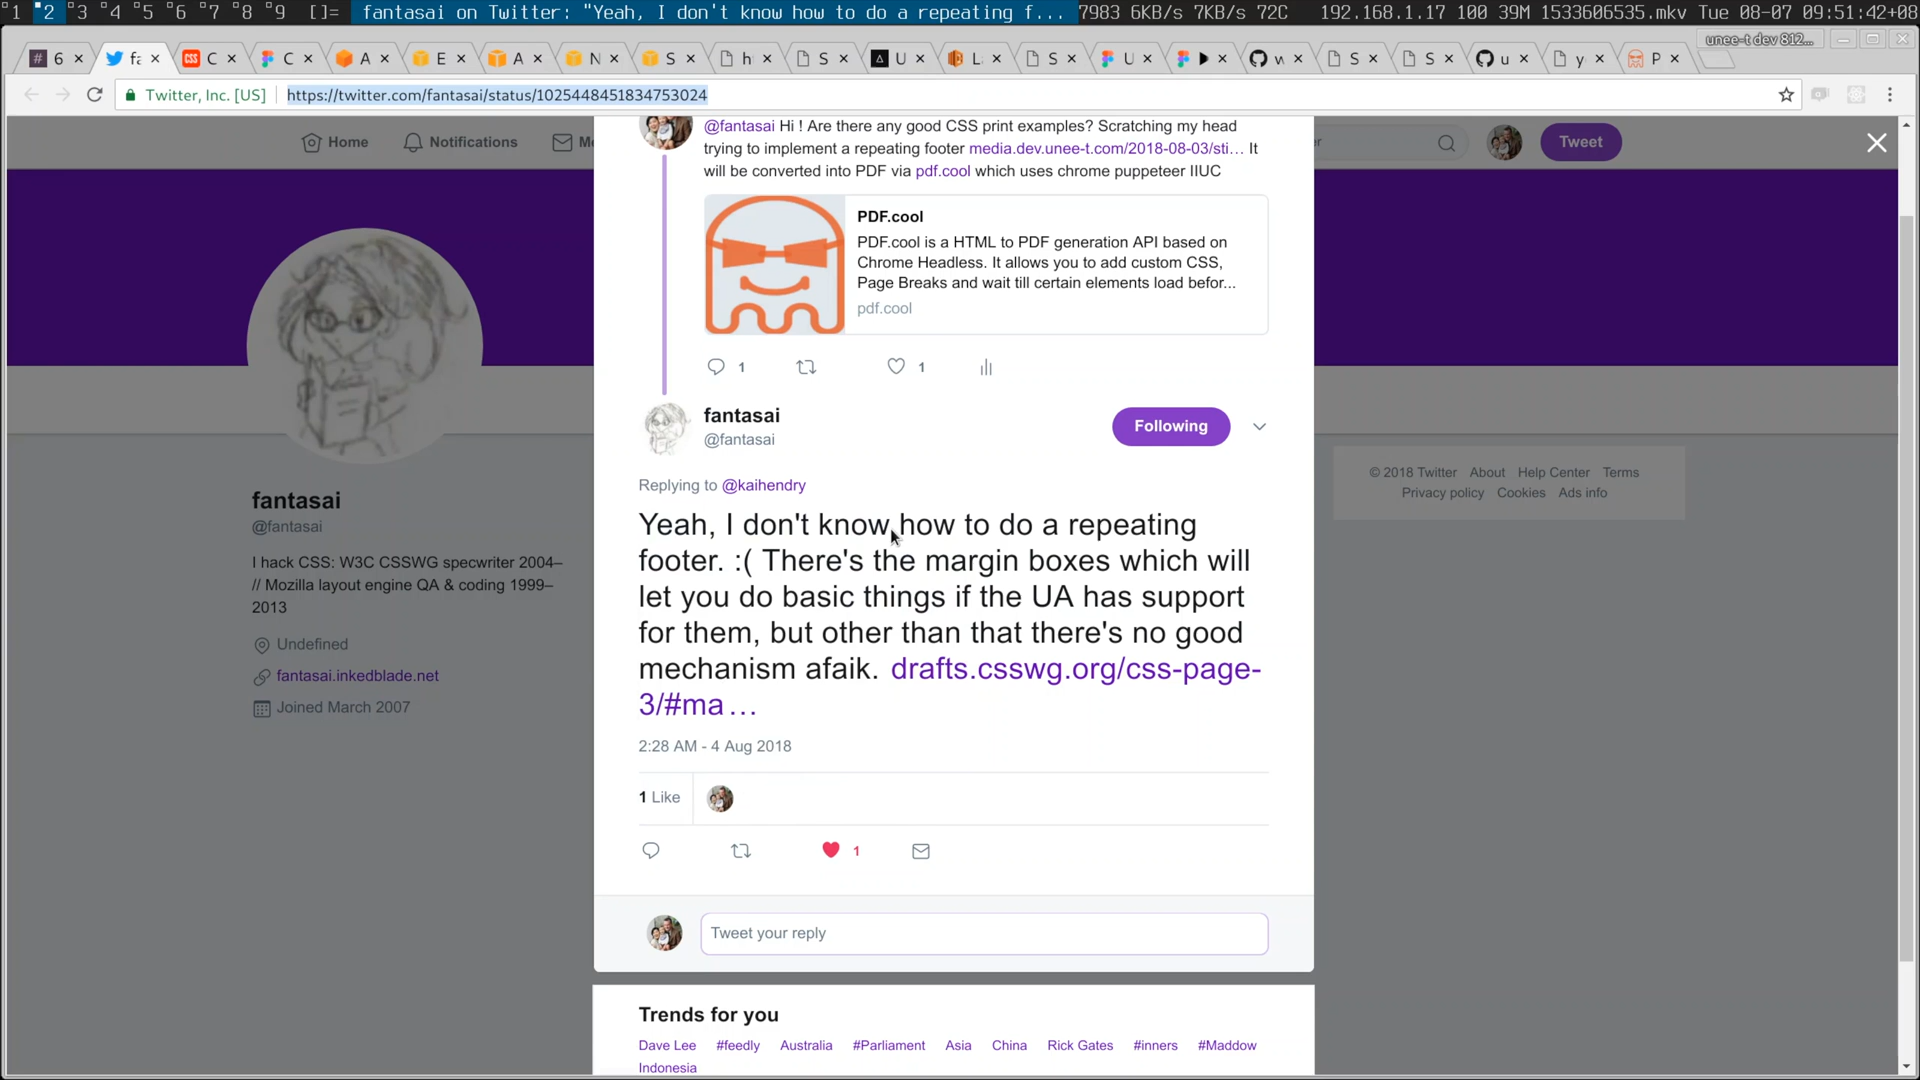 1 2 3 4 5 6 7 8 9 []= fantasai on Twitter: "Yeah, I don't know how to do a repeating f... 7983 6KB/s 7KB/s 72C 192.168.1.17 100 39M 1533606535.mkv Tue 08-07 09:51:42+08
# 6 fa C C A E A N S h S U L S U w S S u y P unee-t dev 812...
Twitter, Inc. [US] https://twitter.com/fantasai/status/1025448451834753024
Home Notifications Tweet
@fantasai Hi ! Are there any good CSS print examples? Scratching my head
trying to implement a repeating footer media.dev.unee-t.com/2018-08-03/sti… It
will be converted into PDF via pdf.cool which uses chrome puppeteer IIUC
PDF.cool
PDF.cool is a HTML to PDF generation API based on
Chrome Headless. It allows you to add custom CSS,
Page Breaks and wait till certain elements load befor...
pdf.cool
1 1
fantasai
@fantasai
Following
Replying to @kaihendry
Yeah, I don't know how to do a repeating
footer. :( There's the margin boxes which will
let you do basic things if the UA has support
for them, but other than that there's no good
mechanism afaik. drafts.csswg.org/css-page-
3/#ma…
2:28 AM - 4 Aug 2018
1 Like
1
Tweet your reply
Trends for you
Dave Lee #feedly Australia #Parliament Asia China Rick Gates #inners #Maddow
Indonesia
fantasai
@fantasai
I hack CSS: W3C CSSWG specwriter 2004–
// Mozilla layout engine QA & coding 1999–
2013
Undefined
fantasai.inkedblade.net
Joined March 2007
© 2018 Twitter About Help Center Terms
Privacy policy Cookies Ads info